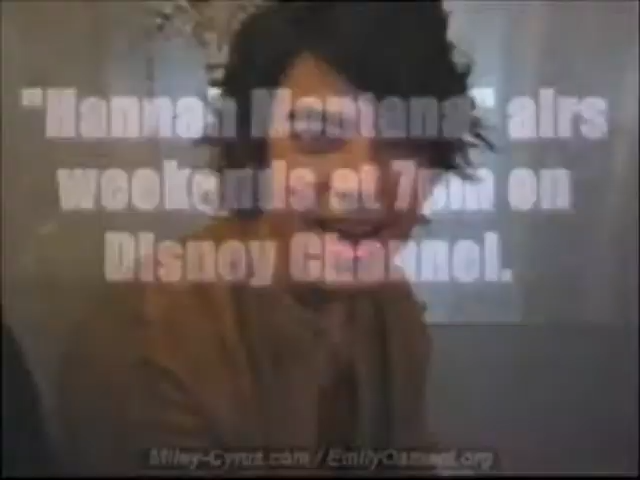 "Hannah Montana" airs
weekends at 7pm on
Disney Channel.
Miley-Cyrus.com / EmilyOsment.org